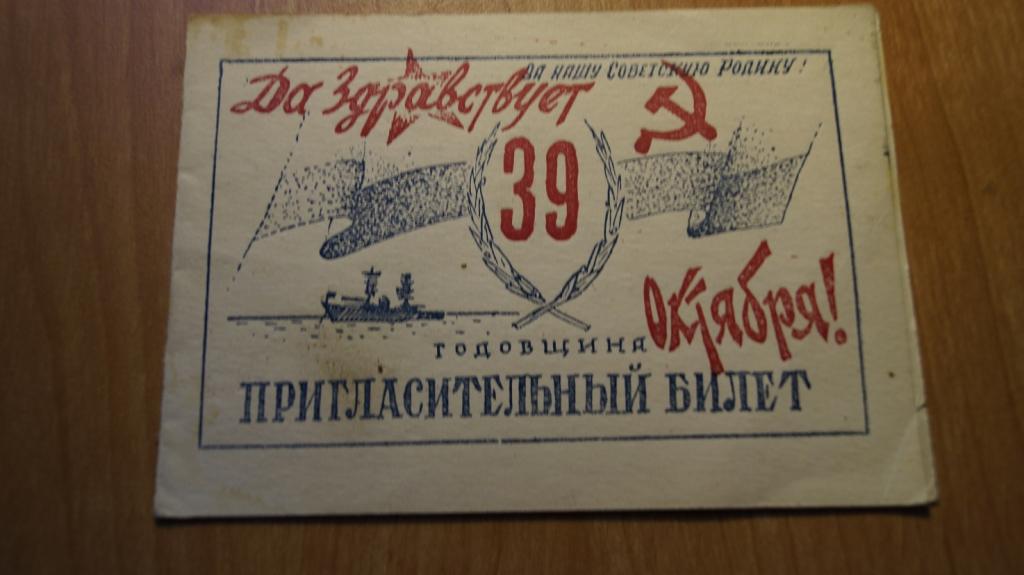 За нашу Советскую Родину!
Да Здравствует
39
Октября!
годовщина
ПРИГЛАСИТЕЛЬНЫЙ БИЛЕТ